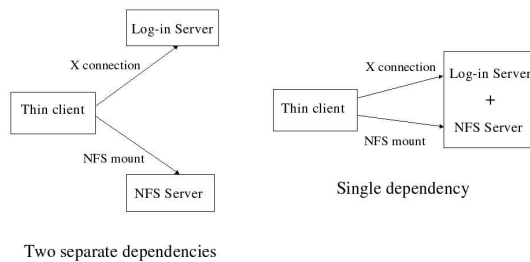 Log-in Server
X connection
Thin client
NFS mount
NFS Server
Two separate dependencies
X connection
Log-in Server
+
NFS Server
Thin client
NFS mount
Single dependency